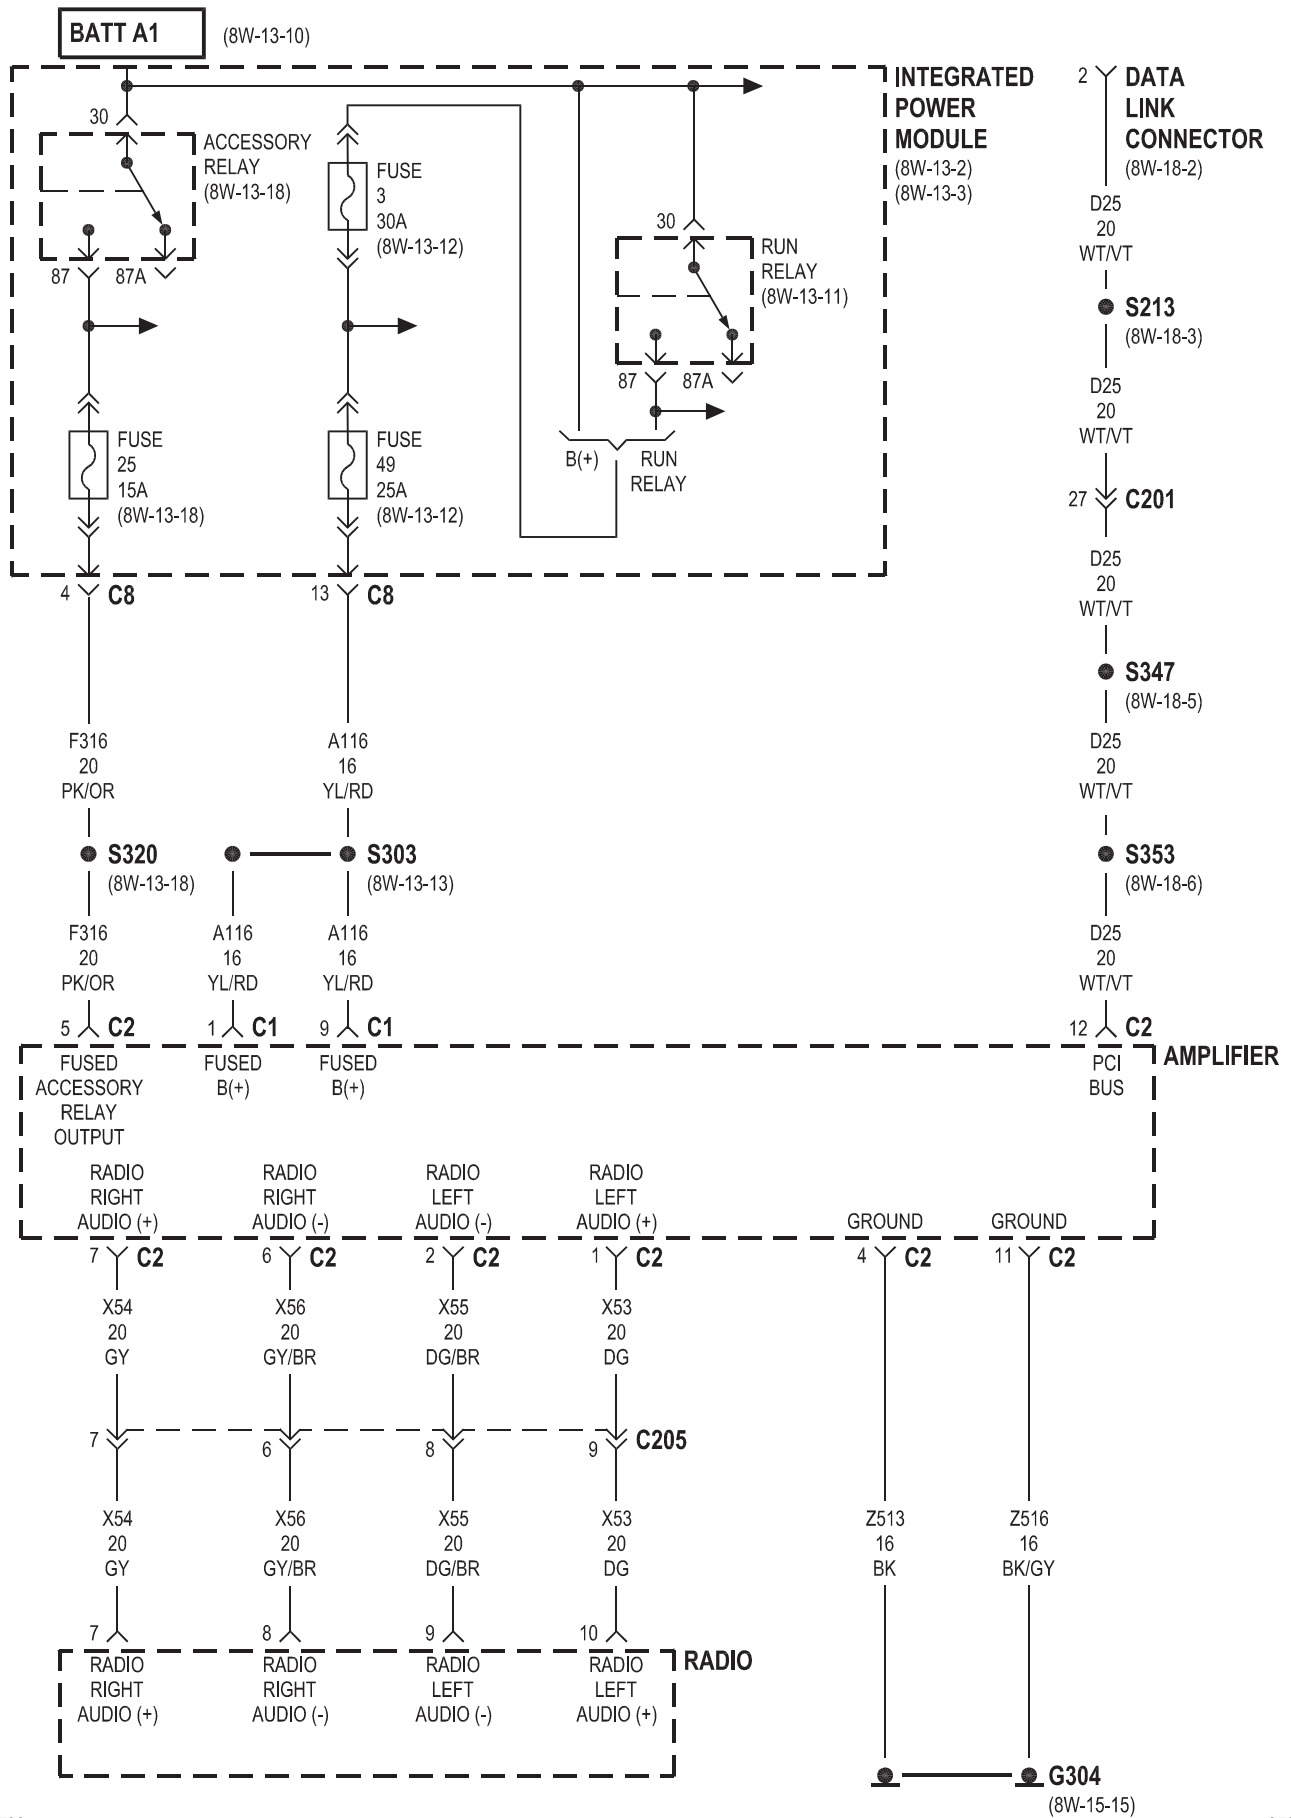 BATT A1 (8W-13-10)
INTEGRATED
POWER
MODULE
(8W-13-2)
(8W-13-3)
2 DATA
LINK
CONNECTOR
(8W-18-2)
30
ACCESSORY
RELAY
(8W-13-18)
87 87A
FUSE
3
30A
(8W-13-12)
30
RUN
RELAY
(8W-13-11)
87 87A
B(+) RUN
RELAY
FUSE
25
15A
(8W-13-18)
FUSE
49
25A
(8W-13-12)
D25
20
WT/VT
S213
(8W-18-3)
D25
20
WT/VT
27 C201
D25
20
WT/VT
S347
(8W-18-5)
D25
20
WT/VT
S353
(8W-18-6)
D25
20
WT/VT
12 C2
4 C8
13 C8
F316
20
PK/OR
A116
16
YL/RD
S320
(8W-13-18)
S303
(8W-13-13)
F316
20
PK/OR
A116
16
YL/RD
A116
16
YL/RD
5 C2
1 C1
9 C1
AMPLIFIER
FUSED
ACCESSORY
RELAY
OUTPUT
FUSED
B(+)
FUSED
B(+)
PCI
BUS
RADIO
RIGHT
AUDIO (+)
RADIO
RIGHT
AUDIO (-)
RADIO
LEFT
AUDIO (-)
RADIO
LEFT
AUDIO (+)
GROUND
GROUND
7 C2
6 C2
2 C2
1 C2
4 C2
11 C2
X54
20
GY
X56
20
GY/BR
X55
20
DG/BR
X53
20
DG
7
6
8
9
C205
X54
20
GY
X56
20
GY/BR
X55
20
DG/BR
X53
20
DG
Z513
16
BK
Z516
16
BK/GY
7
8
9
10
RADIO
RADIO
RIGHT
AUDIO (+)
RADIO
RIGHT
AUDIO (-)
RADIO
LEFT
AUDIO (-)
RADIO
LEFT
AUDIO (+)
G304
(8W-15-15)